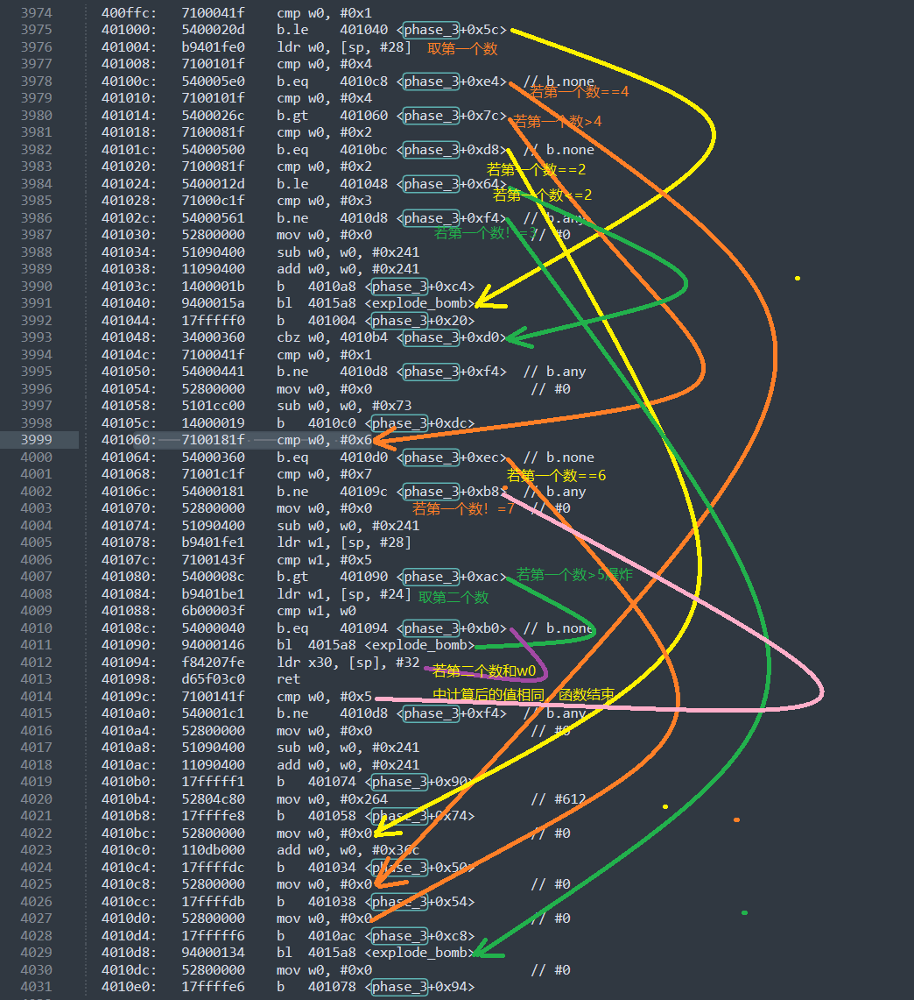 3974 400ffc: 7100041f cmp w0, #0x1
3975 401000: 5400020d b.le 401040 <phase_3+0x5c>
3976 401004: b9401fe0 ldr w0, [sp, #28] 取第一个数
3977 401008: 7100101f cmp w0, #0x4
3978 40100c: 540005e0 b.eq 4010c8 <phase_3+0xe4> // b.none
若第一个数==4
3979 401010: 7100101f cmp w0, #0x4
3980 401014: 5400026c b.gt 401060 <phase_3+0x7c> 若第一个数>4
3981 401018: 7100081f cmp w0, #0x2
3982 40101c: 54000500 b.eq 4010bc <phase_3+0xd8> // b.none
3983 401020: 7100081f cmp w0, #0x2 若第一个数==2
3984 401024: 5400012d b.le 401048 <phase_3+0x64> 若第一个数<=2
3985 401028: 71000c1f cmp w0, #0x3
3986 40102c: 54000561 b.ne 4010d8 <phase_3+0xf4> // b.any
3987 401030: 52800000 mov w0, #0x0 若第一个数！=3 // #0
3988 401034: 51090400 sub w0, w0, #0x241
3989 401038: 11090400 add w0, w0, #0x241
3990 40103c: 1400001b b 4010a8 <phase_3+0xc4>
3991 401040: 9400015a bl 4015a8 <explode_bomb>
3992 401044: 17fffff0 b 401004 <phase_3+0x20>
3993 401048: 34000360 cbz w0, 4010b4 <phase_3+0xd0>
3994 40104c: 7100041f cmp w0, #0x1
3995 401050: 54000441 b.ne 4010d8 <phase_3+0xf4> // b.any
3996 401054: 52800000 mov w0, #0x0 // #0
3997 401058: 5101cc00 sub w0, w0, #0x73
3998 40105c: 14000019 b 4010c0 <phase_3+0xdc>
3999 401060: 7100181f cmp w0, #0x6
4000 401064: 54000360 b.eq 4010d0 <phase_3+0xec> // b.none
4001 401068: 71001c1f cmp w0, #0x7 若第一个数==6
4002 40106c: 54000181 b.ne 40109c <phase_3+0xb8> // b.any
4003 401070: 52800000 mov w0, #0x0 若第一个数！=7 // #0
4004 401074: 51090400 sub w0, w0, #0x241
4005 401078: b9401fe1 ldr w1, [sp, #28]
4006 40107c: 7100143f cmp w1, #0x5
4007 401080: 5400008c b.gt 401090 <phase_3+0xac> 若第一个数>5爆炸
4008 401084: b9401be1 ldr w1, [sp, #24] 取第二个数
4009 401088: 6b00003f cmp w1, w0
4010 40108c: 54000040 b.eq 401094 <phase_3+0xb0> // b.none
4011 401090: 94000146 bl 4015a8 <explode_bomb>
4012 401094: f84207fe ldr x30, [sp], #32 若第二个数和w0
4013 401098: d65f03c0 ret
4014 40109c: 7100141f cmp w0, #0x5 中计算后的值相同，函数结束
4015 4010a0: 540001c1 b.ne 4010d8 <phase_3+0xf4> // b.any
4016 4010a4: 52800000 mov w0, #0x0 // #0
4017 4010a8: 51090400 sub w0, w0, #0x241
4018 4010ac: 11090400 add w0, w0, #0x241
4019 4010b0: 17fffff1 b 401074 <phase_3+0x90>
4020 4010b4: 52804c80 mov w0, #0x264 // #612
4021 4010b8: 17ffffe8 b 401058 <phase_3+0x74>
4022 4010bc: 52800000 mov w0, #0x0 // #0
4023 4010c0: 110db000 add w0, w0, #0x36c
4024 4010c4: 17ffffdc b 401034 <phase_3+0x50>
4025 4010c8: 52800000 mov w0, #0x0 // #0
4026 4010cc: 17ffffdb b 401038 <phase_3+0x54>
4027 4010d0: 52800000 mov w0, #0x0 // #0
4028 4010d4: 17fffff6 b 4010ac <phase_3+0xc8>
4029 4010d8: 94000134 bl 4015a8 <explode_bomb>
4030 4010dc: 52800000 mov w0, #0x0 // #0
4031 4010e0: 17ffffe6 b 401078 <phase_3+0x94>